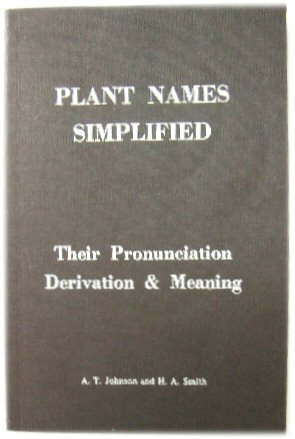 PLANT NAMES
SIMPLIFIED
Their Pronunciation
Derivation & Meaning
A. T. Johnson and H. A. Smith